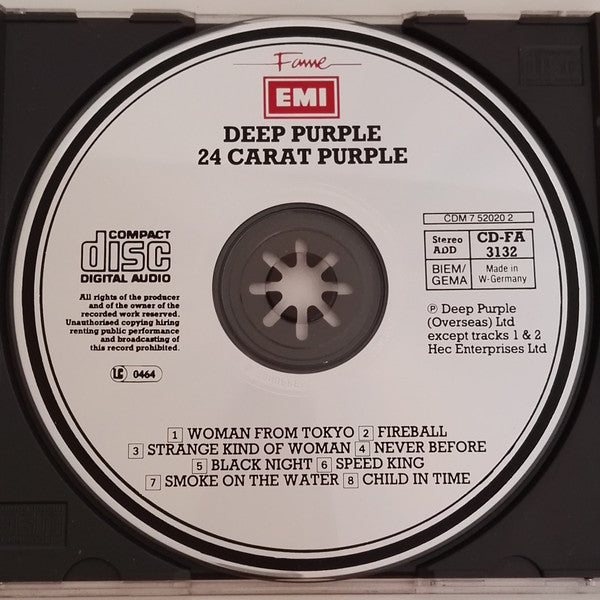 Fame
EMI
DEEP PURPLE
24 CARAT PURPLE
COMPACT
disc
DIGITAL AUDIO
All rights of the producer
and of the owner of the
recorded work reserved.
Unauthorised copying hiring
renting public performance
and broadcasting of
this record prohibited.
LC 0464
CDM 7 52020 2
Stereo CD-FA
ADD 3132
BIEM/ Made in
GEMA W-Germany
℗ Deep Purple
(Overseas) Ltd
except tracks 1 & 2
Hec Enterprises Ltd
1 WOMAN FROM TOKYO 2 FIREBALL
3 STRANGE KIND OF WOMAN 4 NEVER BEFORE
5 BLACK NIGHT 6 SPEED KING
7 SMOKE ON THE WATER 8 CHILD IN TIME